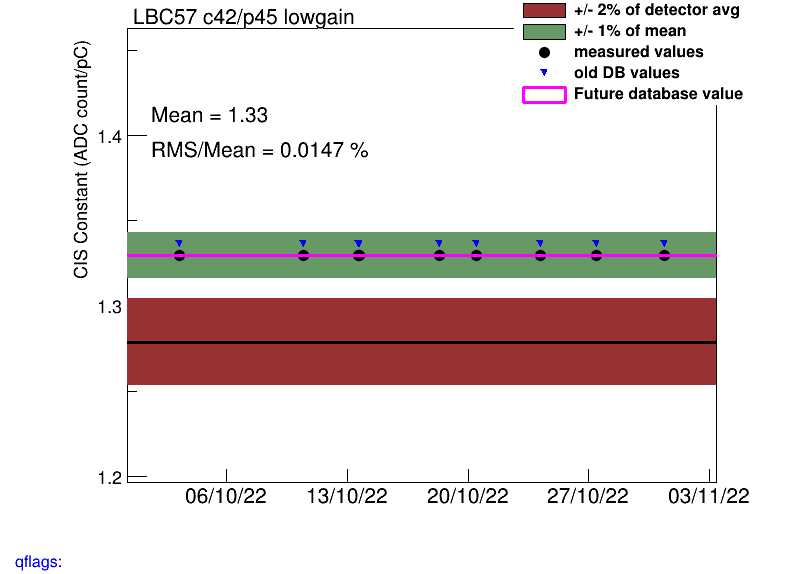 LBC57 c42/p45 lowgain
+/- 2% of detector avg
+/- 1% of mean
measured values
old DB values
Future database value
CIS Constant (ADC count/pC)
Mean = 1.33
RMS/Mean = 0.0147 %
1.4
1.3
1.2
06/10/22 13/10/22 20/10/22 27/10/22 03/11/22
qflags: